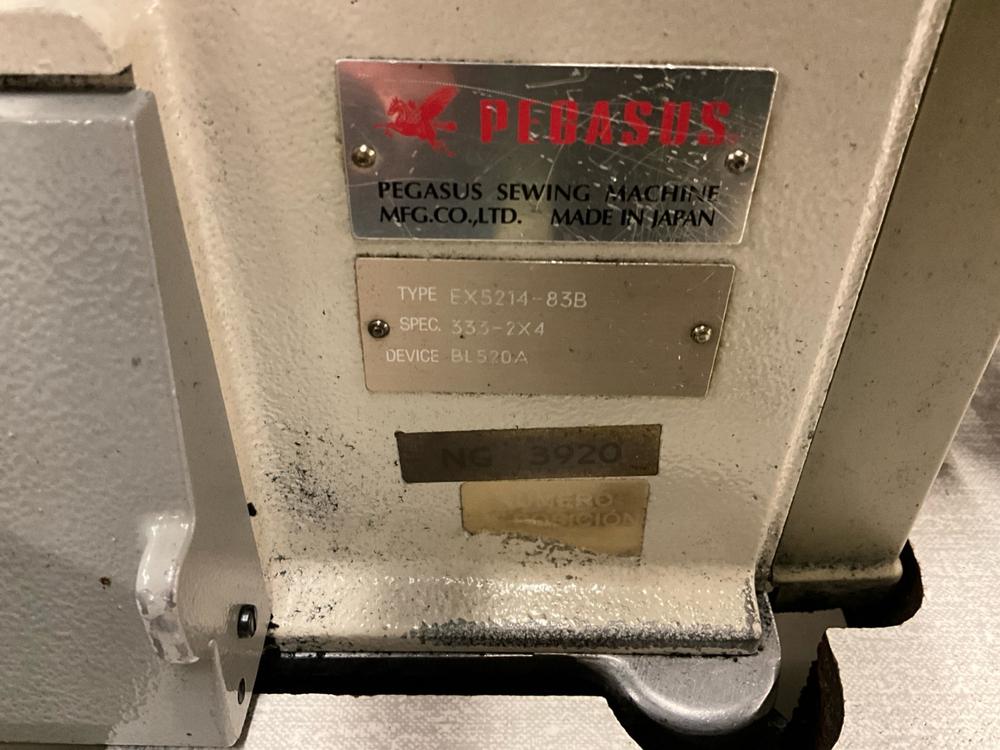 PEGASUS
PEGASUS SEWING MACHINE
MFG.CO.,LTD. MADE IN JAPAN
TYPE EX5214-83B
SPEC. 333-2X4
DEVICE BL520A
NG 3920